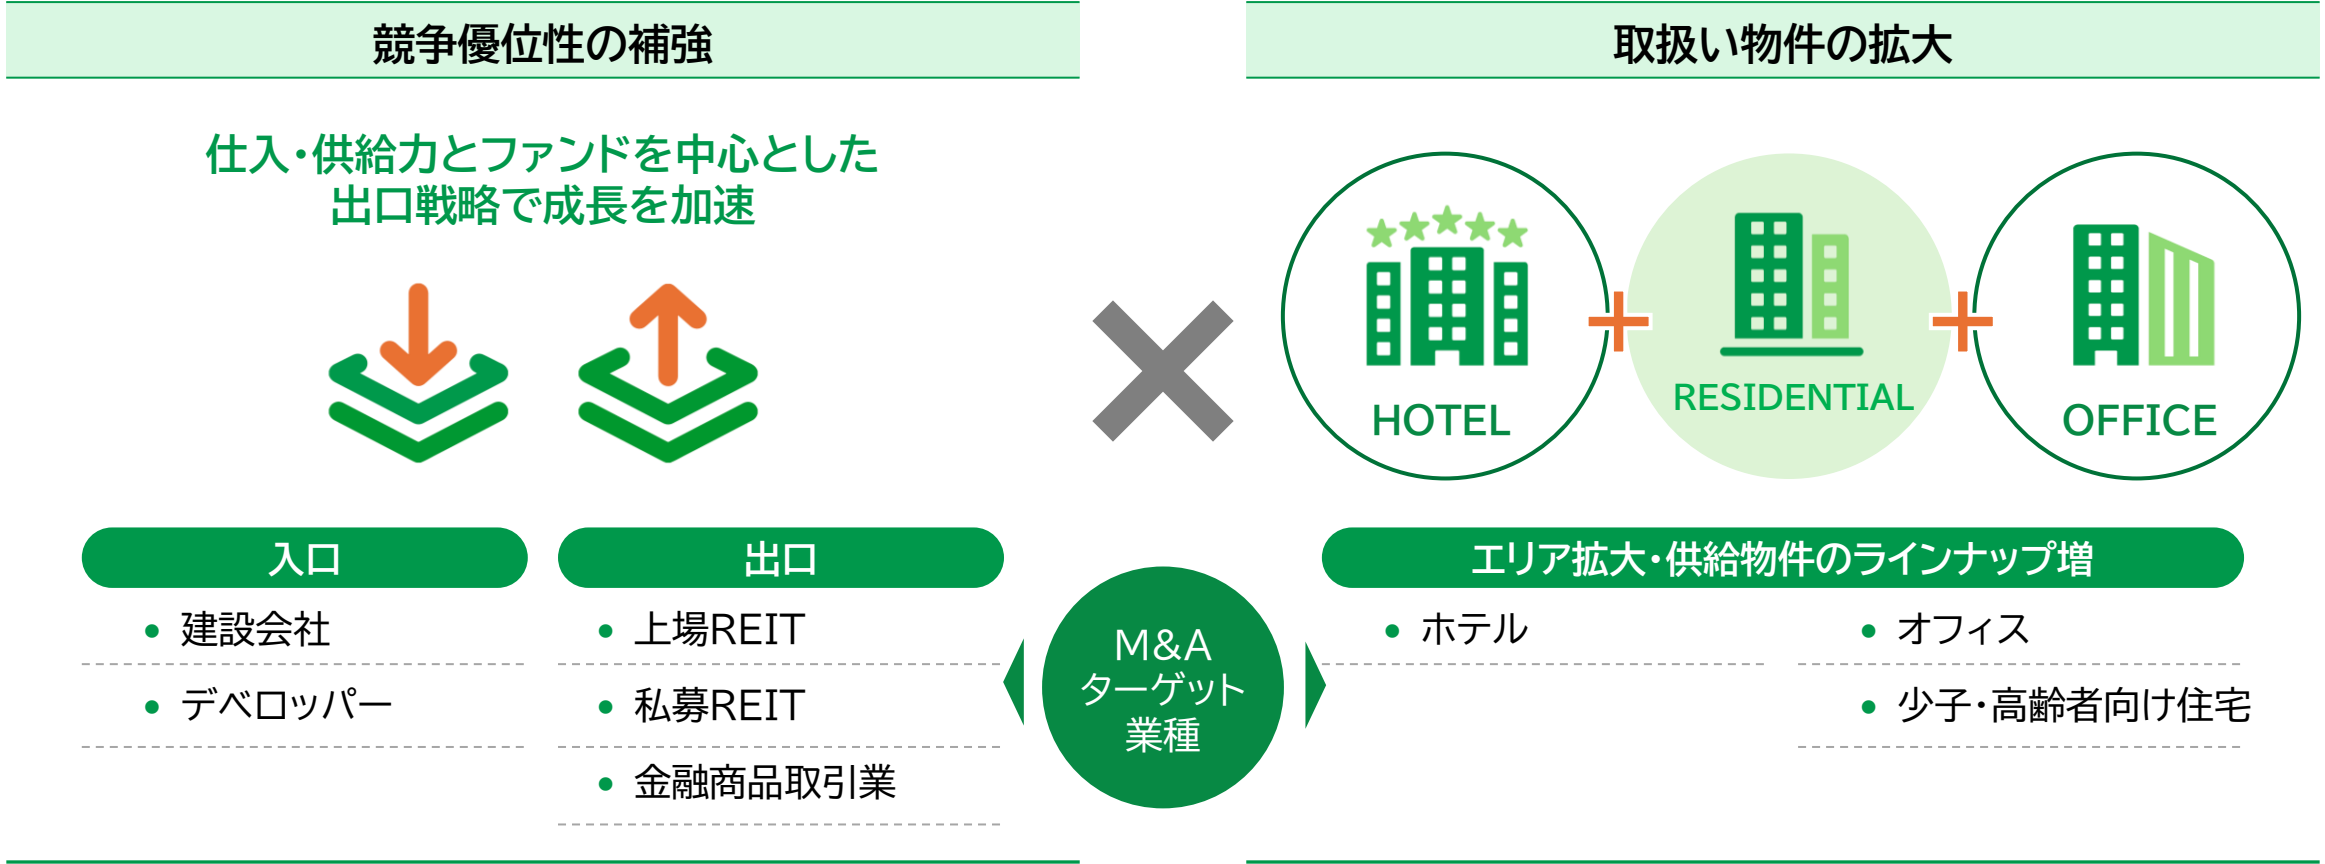 競争優位性の補強
仕入・供給力とファンドを中心とした
出口戦略で成長を加速
入口
建設会社
デベロッパー
出口
上場REIT
私募REIT
金融商品取引業
M&A
ターゲット
業種
取扱い物件の拡大
HOTEL
RESIDENTIAL
OFFICE
エリア拡大・供給物件のラインナップ増
ホテル
オフィス
少子・高齢者向け住宅